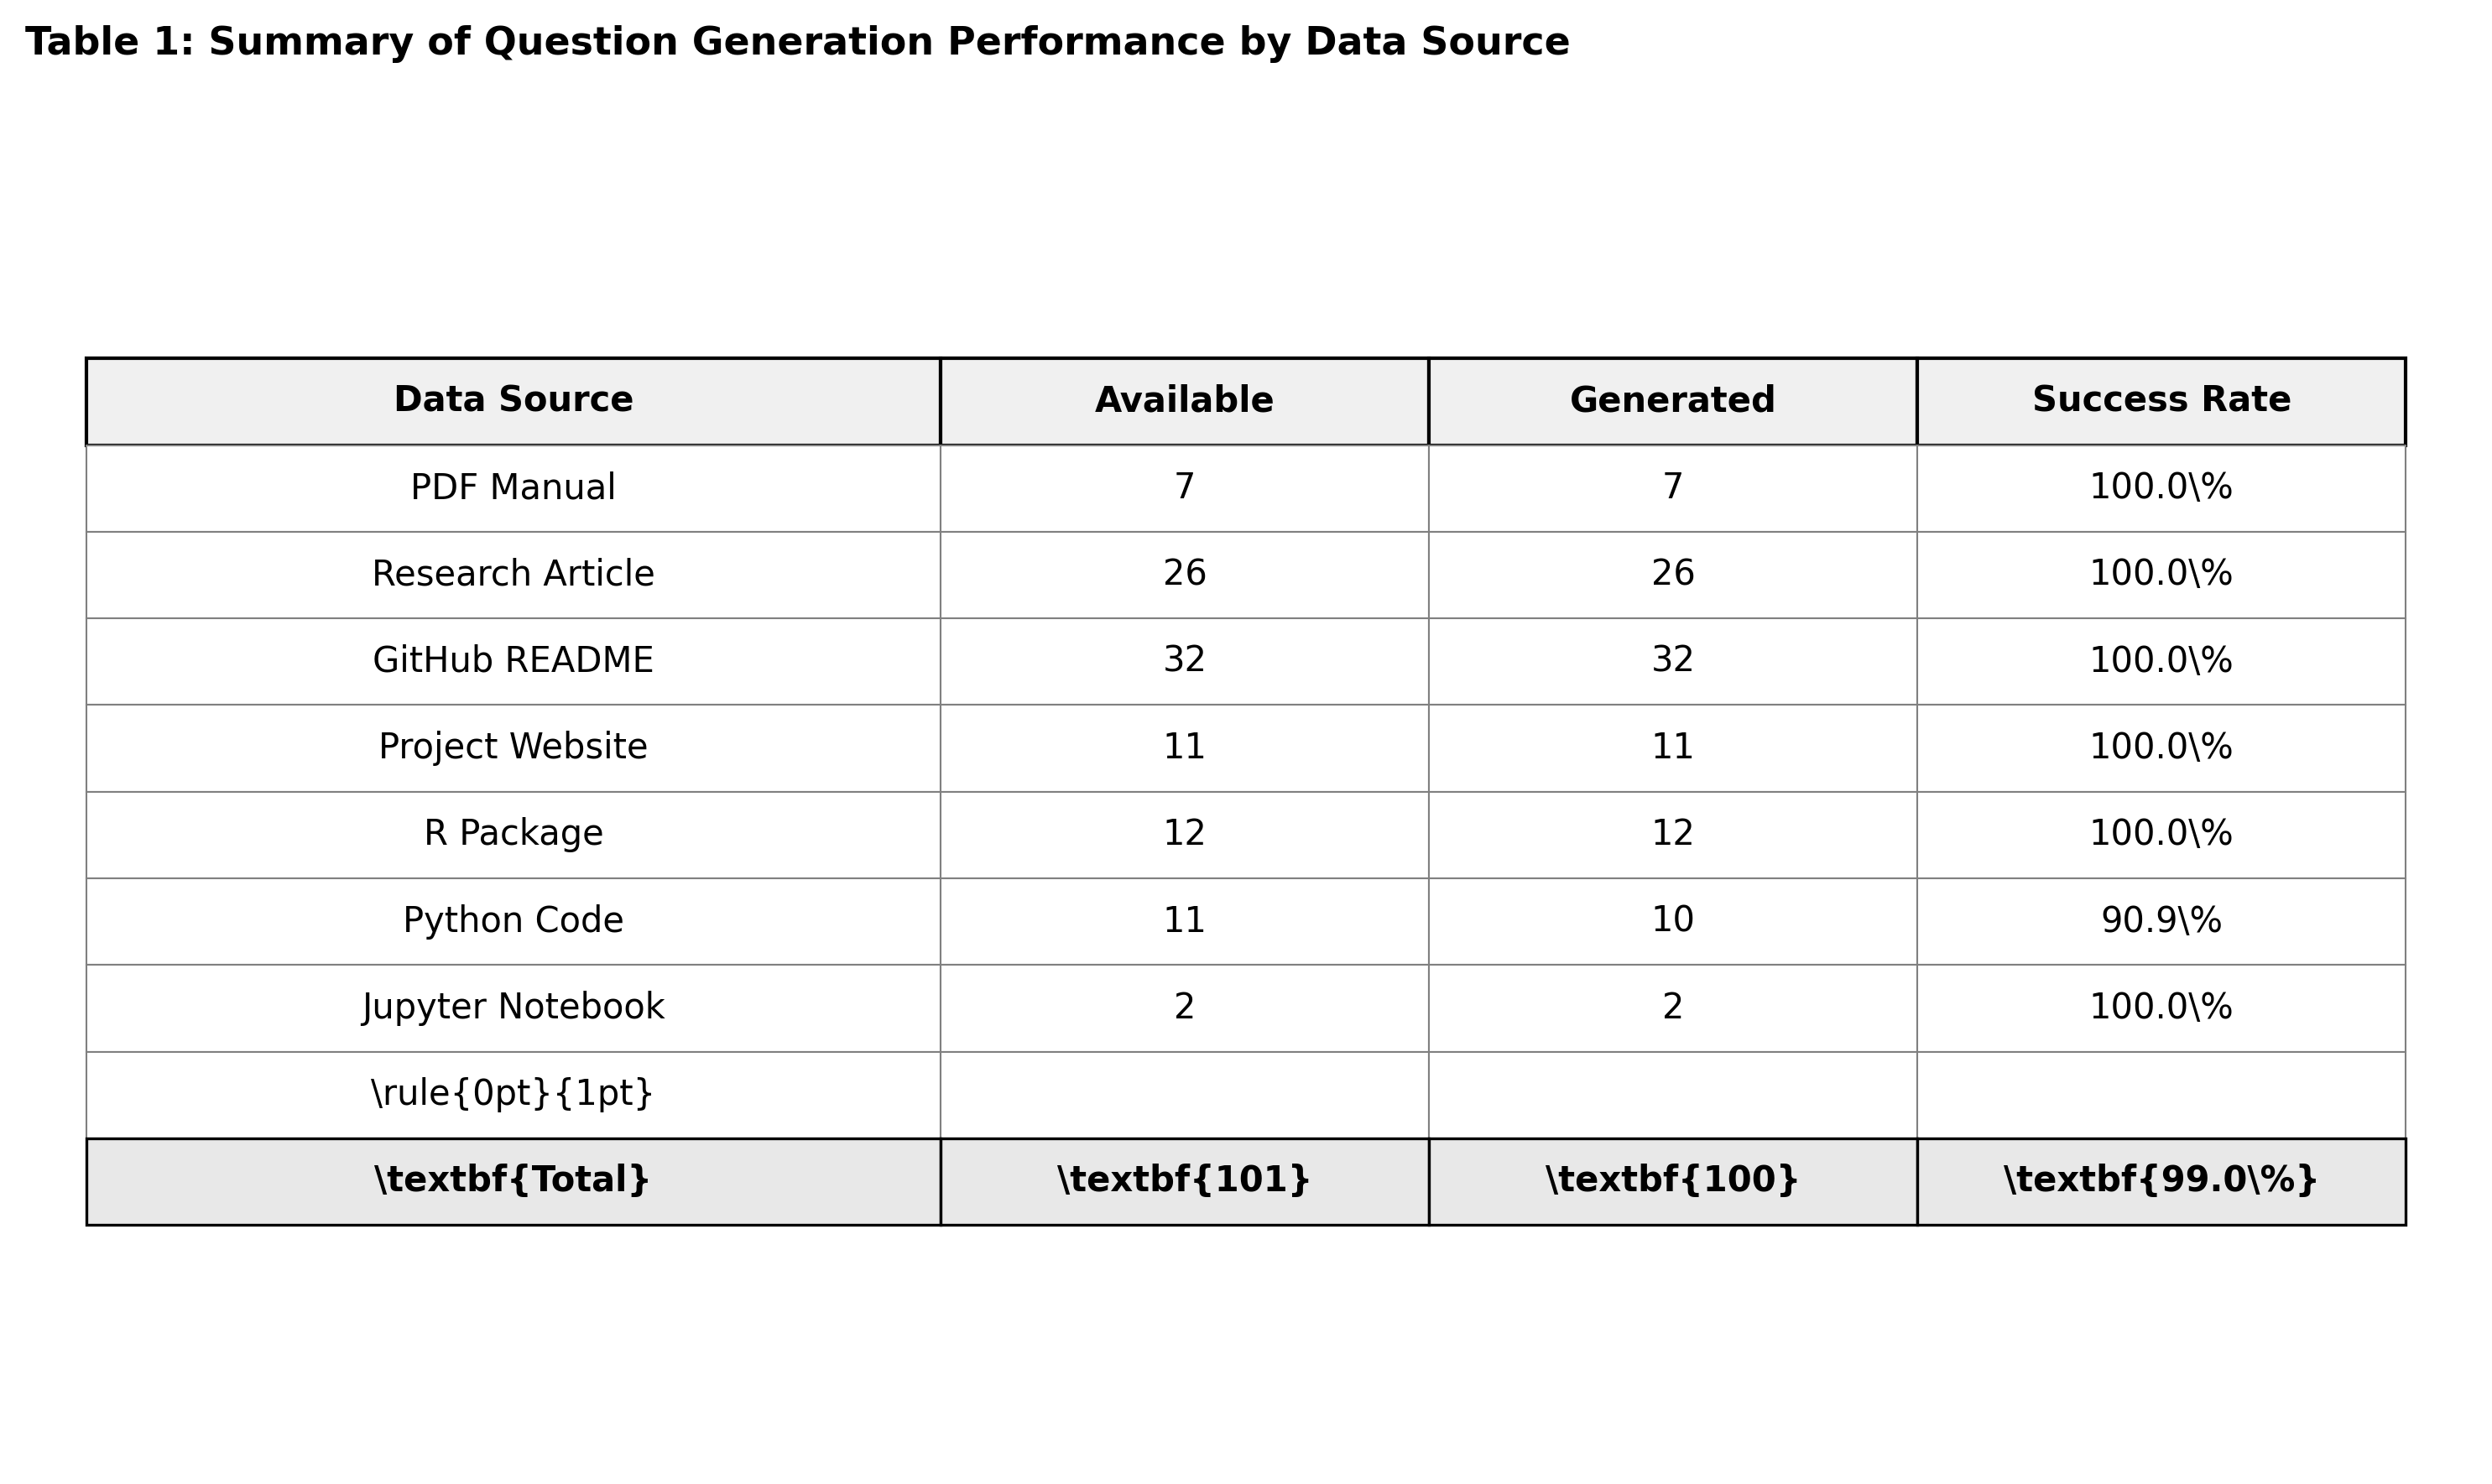 Table 1: Summary of Question Generation Performance by Data Source
Data Source Available Generated Success Rate
PDF Manual 7 7 100.0\%
Research Article 26 26 100.0\%
GitHub README 32 32 100.0\%
Project Website 11 11 100.0\%
R Package 12 12 100.0\%
Python Code 11 10 90.9\%
Jupyter Notebook 2 2 100.0\%
\rule{0pt}{1pt}
\textbf{Total} \textbf{101} \textbf{100} \textbf{99.0\%}